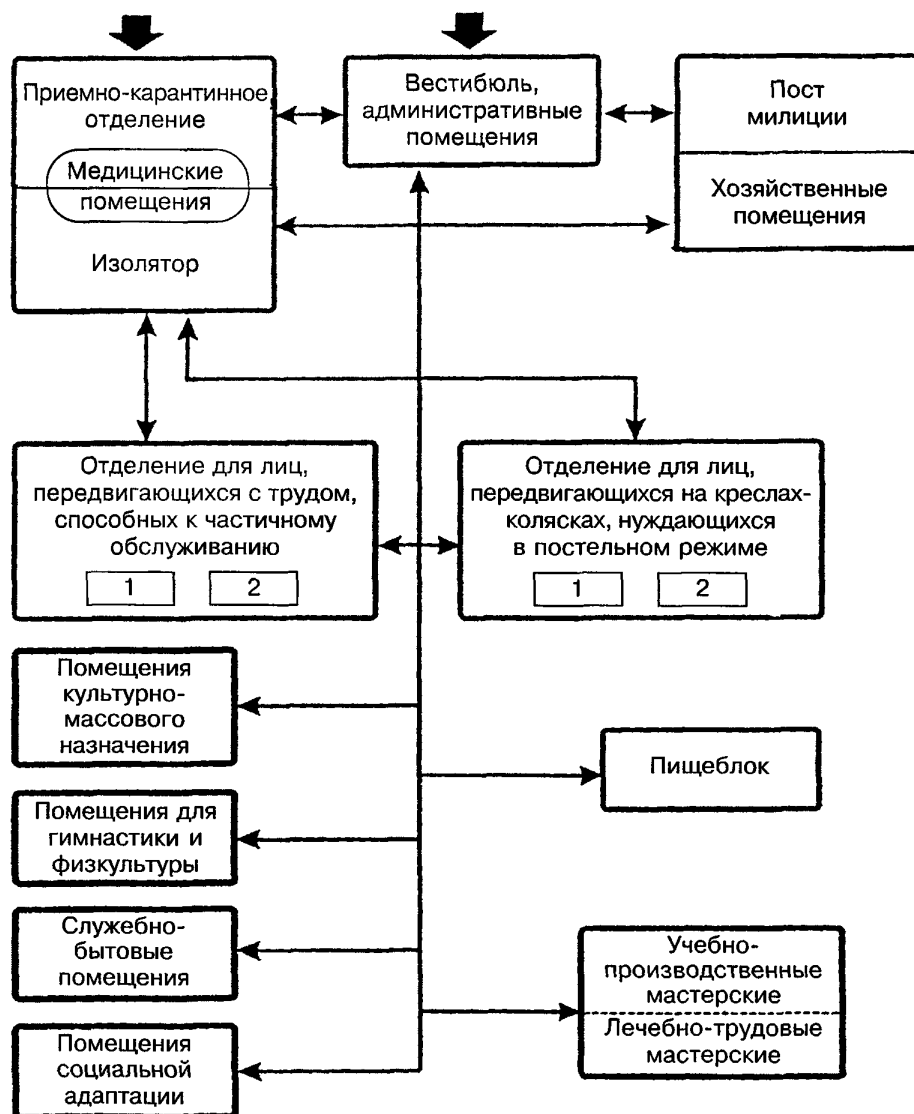 Приемно-карантинное
отделение
Медицинские
помещения
Изолятор
Вестибюль,
административные
помещения
Пост
милиции
Хозяйственные
помещения
Отделение для лиц,
передвигающихся с трудом,
способных к частичному
обслуживанию
1 2
Отделение для лиц,
передвигающихся на креслах-
колясках, нуждающихся
в постельном режиме
1 2
Помещения
культурно-
массового
назначения
Пищеблок
Помещения для
гимнастики и
физкультуры
Служебно-
бытовые
помещения
Учебно-
производственные
мастерские
Лечебно-трудовые
мастерские
Помещения
социальной
адаптации